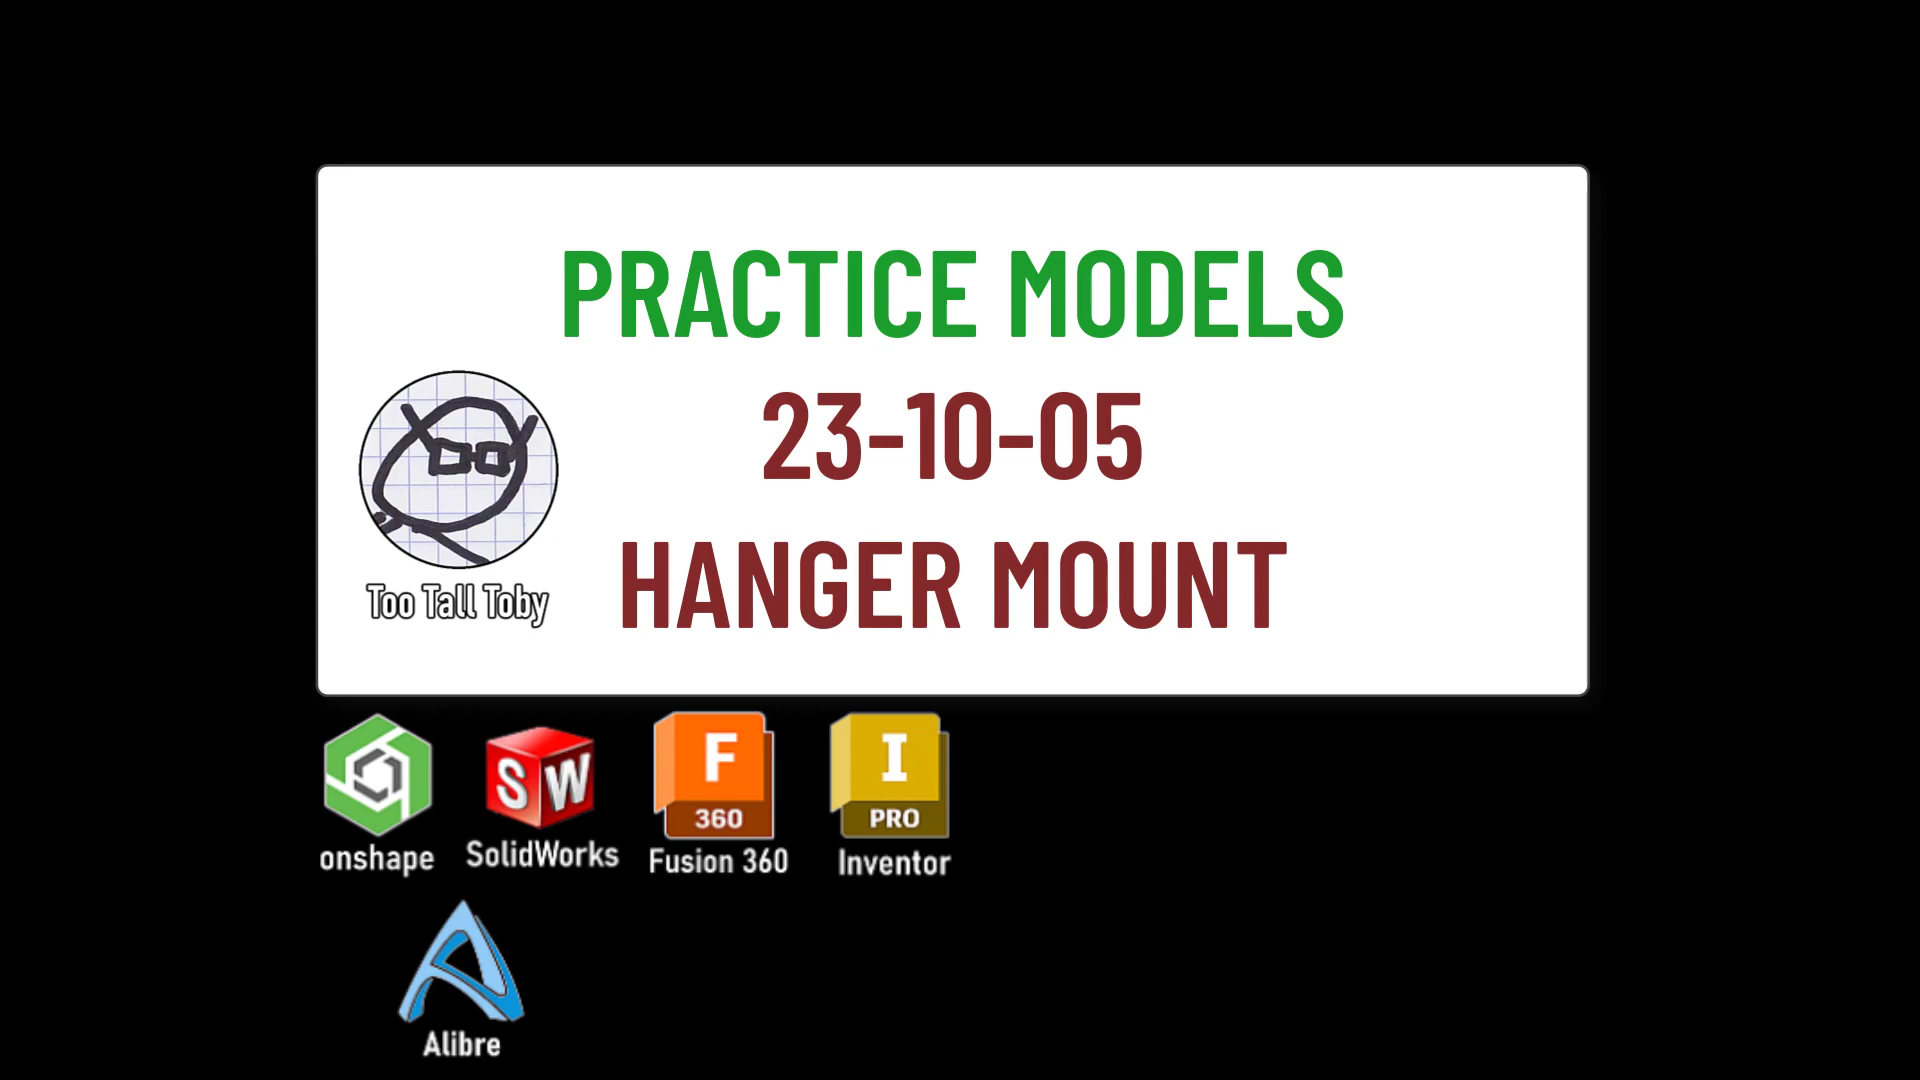 PRACTICE MODELS
23-10-05
HANGER MOUNT
Too Tall Toby
onshape
S W
SolidWorks
F
360
Fusion 360
I
PRO
Inventor
Alibre